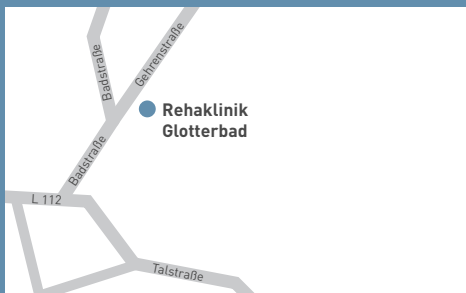 Badstraße
Gehrenstraße
Rehaklinik
Glotterbad
Badstraße
L 112
Talstraße